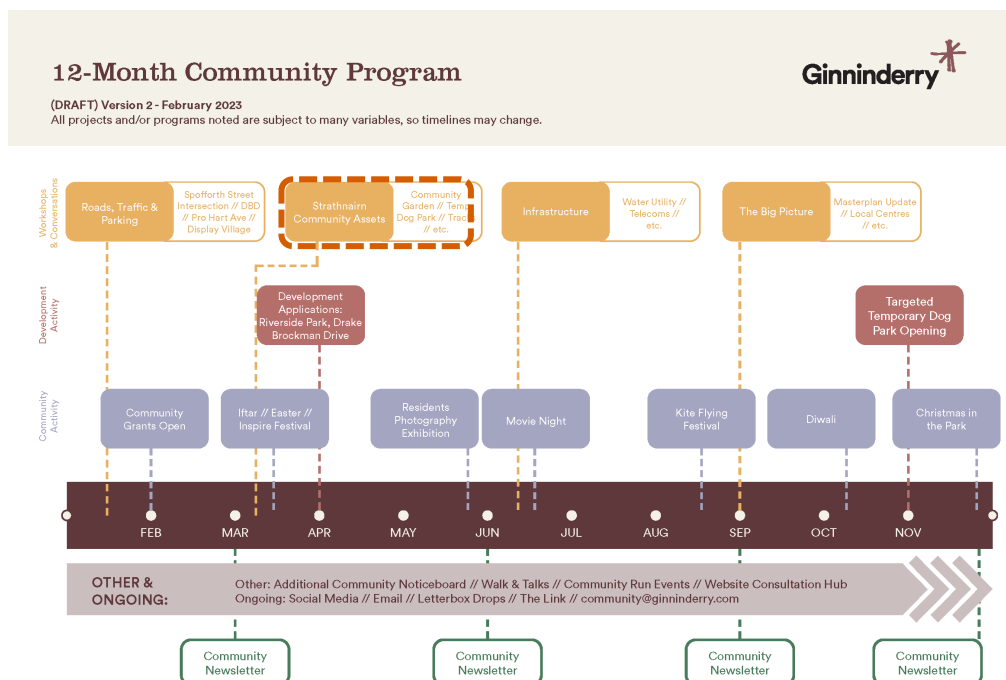 12-Month Community Program
Ginninderry
(DRAFT) Version 2 - February 2023
All projects and/or programs noted are subject to many variables, so timelines may change.
Workshops
& Conversations
Roads, Traffic &
Parking
Spofforth Street
Intersection // DBD
// Pro Hart Ave //
Display Village
Strathnairn
Community Assets
Community
Garden // Temp
Dog Park // Trac
// etc.
Infrastructure
Water Utility //
Telecoms //
etc.
The Big Picture
Masterplan Update
// Local Centres
// etc.
Development
Activity
Development
Applications:
Riverside Park, Drake
Brockman Drive
Targeted
Temporary Dog
Park Opening
Community
Activity
Community
Grants Open
Iftar // Easter //
Inspire Festival
Residents
Photography
Exhibition
Movie Night
Kite Flying
Festival
Diwali
Christmas in
the Park
FEB
MAR
APR
MAY
JUN
JUL
AUG
SEP
OCT
NOV
OTHER &
ONGOING:
Other: Additional Community Noticeboard // Walk & Talks // Community Run Events // Website Consultation Hub
Ongoing: Social Media // Email // Letterbox Drops // The Link // community@ginninderry.com
Community
Newsletter
Community
Newsletter
Community
Newsletter
Community
Newsletter